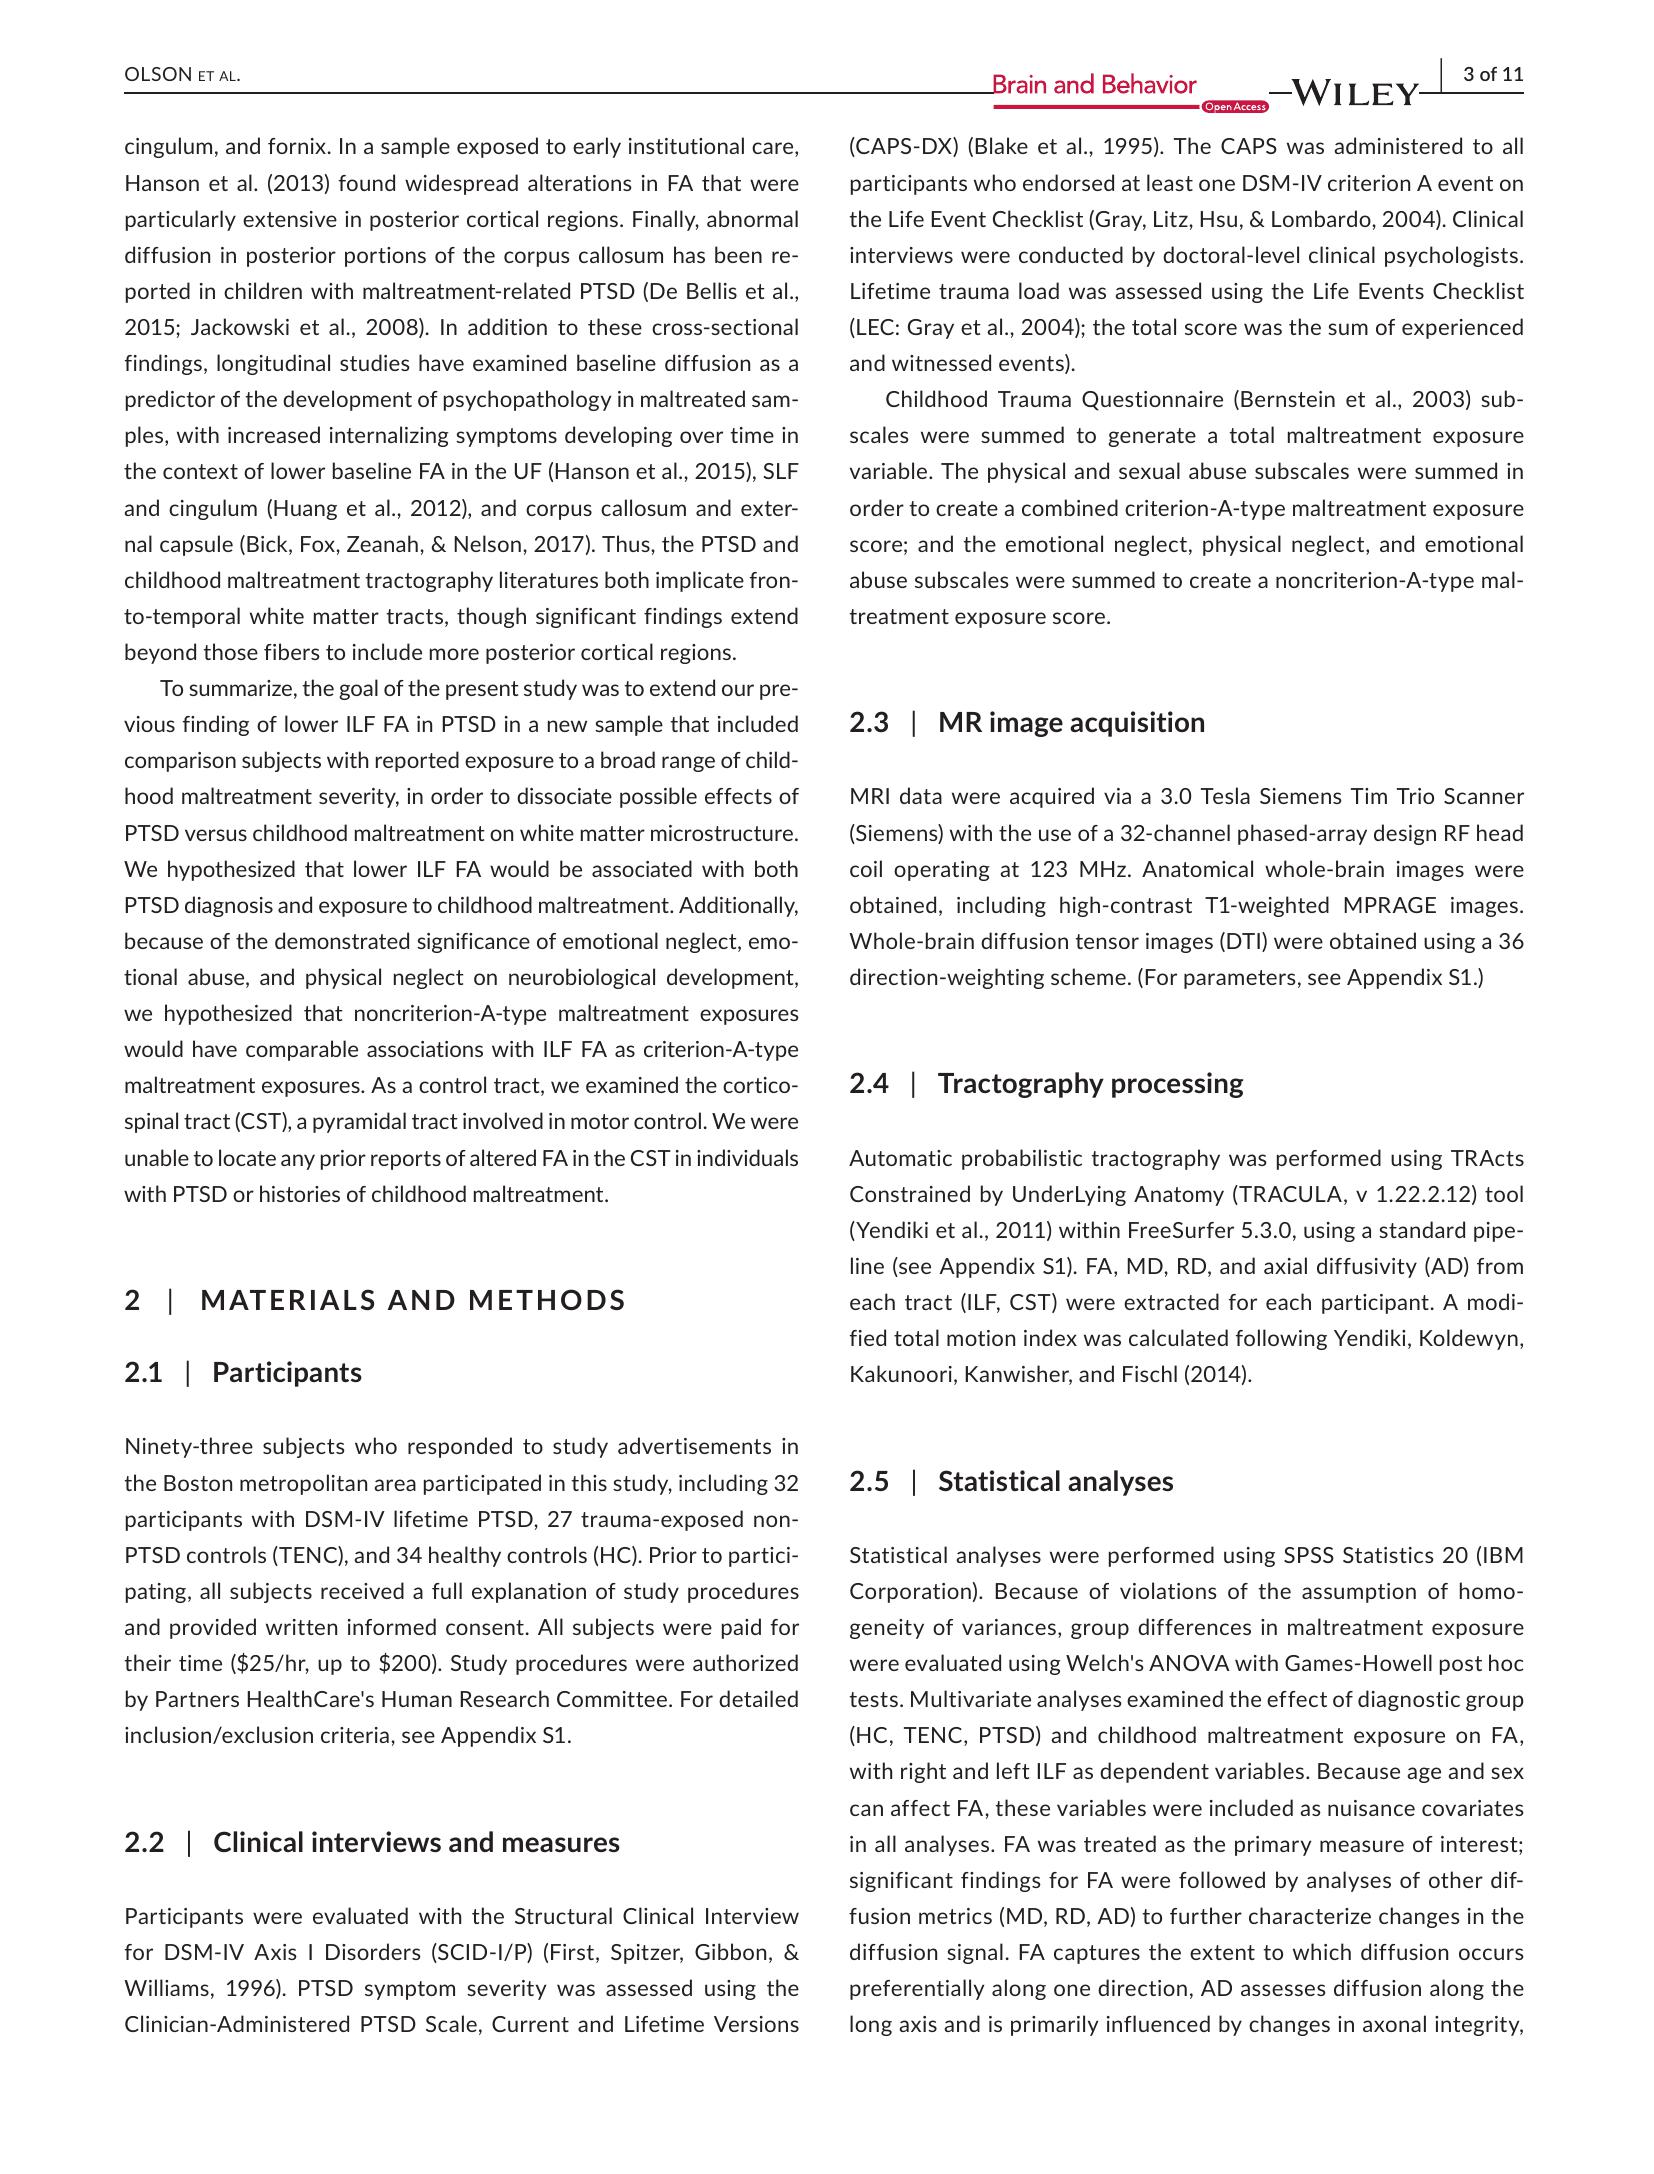 OLSON ET AL.
Brain and Behavior
Open Access
WILEY
3 of 11
cingulum, and fornix. In a sample exposed to early institutional care,
Hanson et al. (2013) found widespread alterations in FA that were
particularly extensive in posterior cortical regions. Finally, abnormal
diffusion in posterior portions of the corpus callosum has been re-
ported in children with maltreatment-related PTSD (De Bellis et al.,
2015; Jackowski et al., 2008). In addition to these cross-sectional
findings, longitudinal studies have examined baseline diffusion as a
predictor of the development of psychopathology in maltreated sam-
ples, with increased internalizing symptoms developing over time in
the context of lower baseline FA in the UF (Hanson et al., 2015), SLF
and cingulum (Huang et al., 2012), and corpus callosum and exter-
nal capsule (Bick, Fox, Zeanah, & Nelson, 2017). Thus, the PTSD and
childhood maltreatment tractography literatures both implicate fron-
to-temporal white matter tracts, though significant findings extend
beyond those fibers to include more posterior cortical regions.
To summarize, the goal of the present study was to extend our pre-
vious finding of lower ILF FA in PTSD in a new sample that included
comparison subjects with reported exposure to a broad range of child-
hood maltreatment severity, in order to dissociate possible effects of
PTSD versus childhood maltreatment on white matter microstructure.
We hypothesized that lower ILF FA would be associated with both
PTSD diagnosis and exposure to childhood maltreatment. Additionally,
because of the demonstrated significance of emotional neglect, emo-
tional abuse, and physical neglect on neurobiological development,
we hypothesized that noncriterion-A-type maltreatment exposures
would have comparable associations with ILF FA as criterion-A-type
maltreatment exposures. As a control tract, we examined the cortico-
spinal tract (CST), a pyramidal tract involved in motor control. We were
unable to locate any prior reports of altered FA in the CST in individuals
with PTSD or histories of childhood maltreatment.
2 | MATERIALS AND METHODS
2.1 | Participants
Ninety-three subjects who responded to study advertisements in
the Boston metropolitan area participated in this study, including 32
participants with DSM-IV lifetime PTSD, 27 trauma-exposed non-
PTSD controls (TENC), and 34 healthy controls (HC). Prior to partici-
pating, all subjects received a full explanation of study procedures
and provided written informed consent. All subjects were paid for
their time ($25/hr, up to $200). Study procedures were authorized
by Partners HealthCare's Human Research Committee. For detailed
inclusion/exclusion criteria, see Appendix S1.
2.2 | Clinical interviews and measures
Participants were evaluated with the Structural Clinical Interview
for DSM-IV Axis I Disorders (SCID-I/P) (First, Spitzer, Gibbon, &
Williams, 1996). PTSD symptom severity was assessed using the
Clinician-Administered PTSD Scale, Current and Lifetime Versions
(CAPS-DX) (Blake et al., 1995). The CAPS was administered to all
participants who endorsed at least one DSM-IV criterion A event on
the Life Event Checklist (Gray, Litz, Hsu, & Lombardo, 2004). Clinical
interviews were conducted by doctoral-level clinical psychologists.
Lifetime trauma load was assessed using the Life Events Checklist
(LEC: Gray et al., 2004); the total score was the sum of experienced
and witnessed events).
Childhood Trauma Questionnaire (Bernstein et al., 2003) sub-
scales were summed to generate a total maltreatment exposure
variable. The physical and sexual abuse subscales were summed in
order to create a combined criterion-A-type maltreatment exposure
score; and the emotional neglect, physical neglect, and emotional
abuse subscales were summed to create a noncriterion-A-type mal-
treatment exposure score.
2.3 | MR image acquisition
MRI data were acquired via a 3.0 Tesla Siemens Tim Trio Scanner
(Siemens) with the use of a 32-channel phased-array design RF head
coil operating at 123 MHz. Anatomical whole-brain images were
obtained, including high-contrast T1-weighted MPRAGE images.
Whole-brain diffusion tensor images (DTI) were obtained using a 36
direction-weighting scheme. (For parameters, see Appendix S1.)
2.4 | Tractography processing
Automatic probabilistic tractography was performed using TRActs
Constrained by UnderLying Anatomy (TRACULA, v 1.22.2.12) tool
(Yendiki et al., 2011) within FreeSurfer 5.3.0, using a standard pipe-
line (see Appendix S1). FA, MD, RD, and axial diffusivity (AD) from
each tract (ILF, CST) were extracted for each participant. A modi-
fied total motion index was calculated following Yendiki, Koldewyn,
Kakunoori, Kanwisher, and Fischl (2014).
2.5 | Statistical analyses
Statistical analyses were performed using SPSS Statistics 20 (IBM
Corporation). Because of violations of the assumption of homo-
geneity of variances, group differences in maltreatment exposure
were evaluated using Welch's ANOVA with Games-Howell post hoc
tests. Multivariate analyses examined the effect of diagnostic group
(HC, TENC, PTSD) and childhood maltreatment exposure on FA,
with right and left ILF as dependent variables. Because age and sex
can affect FA, these variables were included as nuisance covariates
in all analyses. FA was treated as the primary measure of interest;
significant findings for FA were followed by analyses of other dif-
fusion metrics (MD, RD, AD) to further characterize changes in the
diffusion signal. FA captures the extent to which diffusion occurs
preferentially along one direction, AD assesses diffusion along the
long axis and is primarily influenced by changes in axonal integrity,